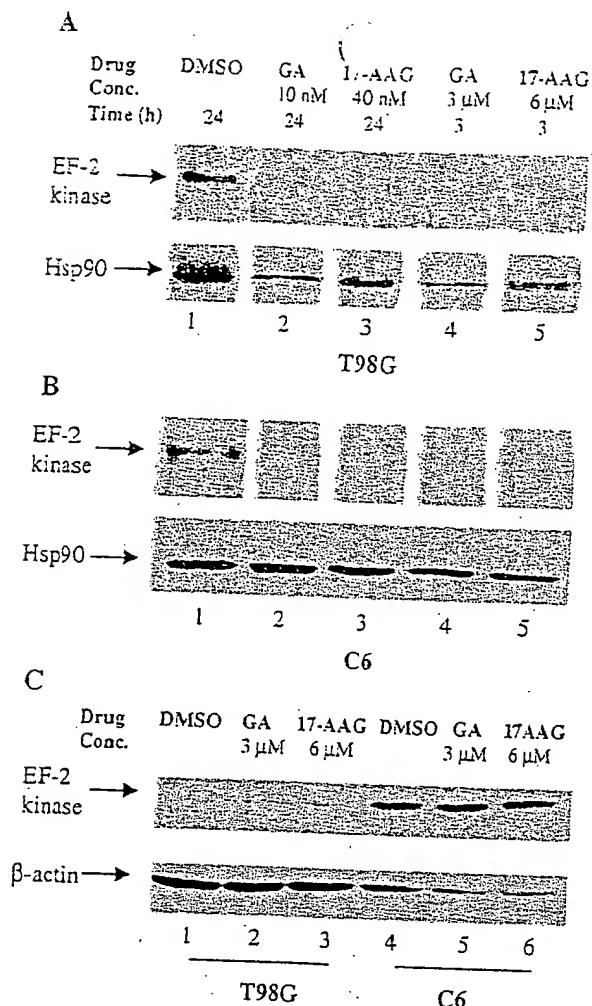 A
Drug DMSO GA 17-AAG GA 17-AAG
Conc. 10 nM 40 nM 3 µM 6 µM
Time (h) 24 24 24 3 3
EF-2
kinase
Hsp90
1 2 3 4 5
T98G
B
EF-2
kinase
Hsp90
1 2 3 4 5
C6
C
Drug DMSO GA 17-AAG DMSO GA 17AAG
Conc. 3 µM 6 µM 3 µM 6 µM
EF-2
kinase
β-actin
1 2 3 4 5 6
T98G C6